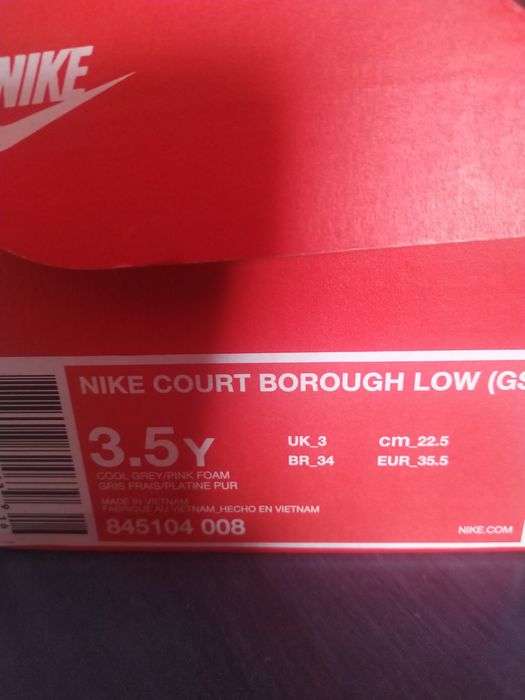 NIKE
NIKE COURT BOROUGH LOW (GS
3.5Y
UK_3
cm_22.5
BR_34
EUR_35.5
COOL GREY/PINK FOAM
GRIS FRAIS/PLATINE PUR
MADE IN VIETNAM
FABRIQUE AU VIETNAM_HECHO EN VIETNAM
845104 008
NIKE.COM